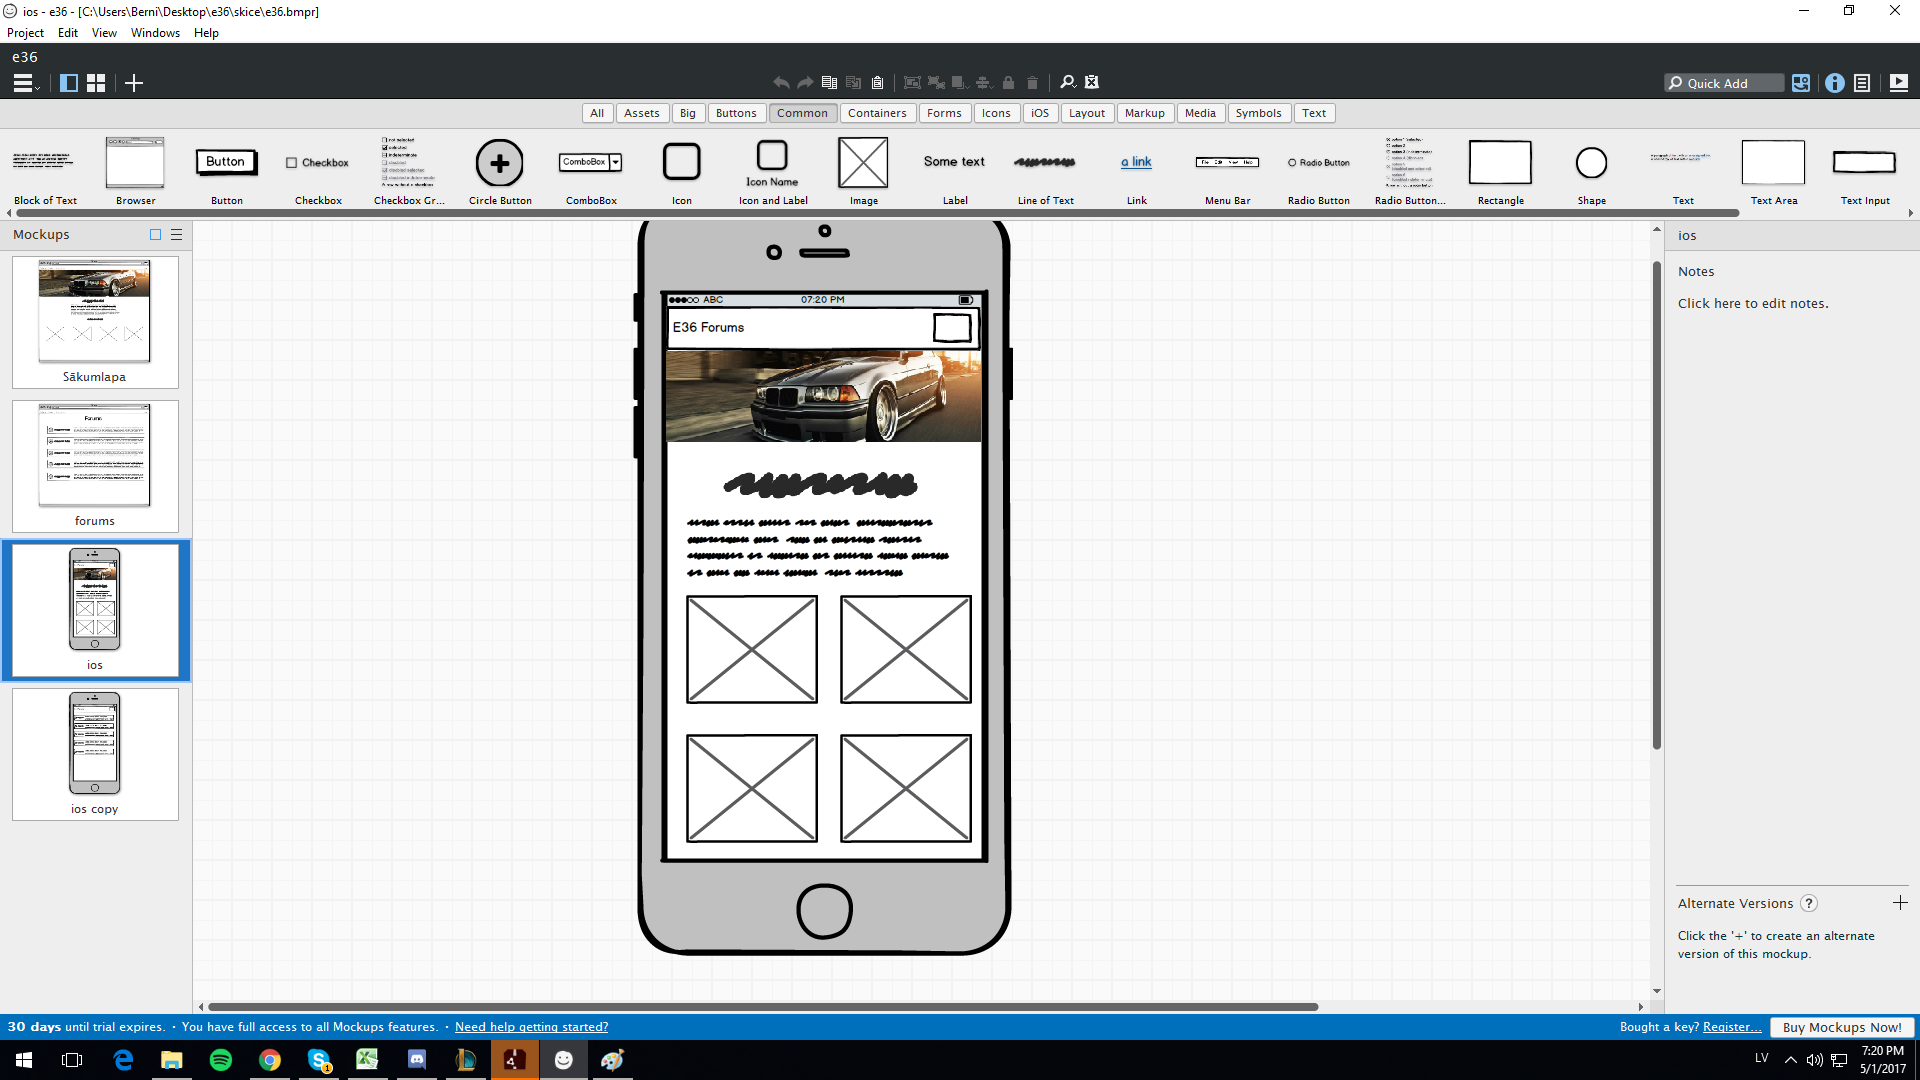 ios - e36 - [C:\Users\Berni\Desktop\e36\skice\e36.bmpr]
Project Edit View Windows Help
e36
Quick Add
All Assets Big Buttons Common Containers Forms Icons iOS Layout Markup Media Symbols Text
Button
Checkbox
ComboBox
Icon Name
Some text
a link
File Edit View Help
Radio Button
Block of Text Browser Button Checkbox Checkbox Gr... Circle Button ComboBox Icon Icon and Label Image Label Line of Text Link Menu Bar Radio Button Radio Button... Rectangle Shape Text Text Area Text Input
Mockups
Sākumlapa
Forums
forums
ios
ios copy
ABC 07:20 PM
E36 Forums
ios
Notes
Click here to edit notes.
Alternate Versions ?
Click the '+' to create an alternate
version of this mockup.
30 days until trial expires. · You have full access to all Mockups features. · Need help getting started?
Bought a key? Register... Buy Mockups Now!
LV
7:20 PM
5/1/2017